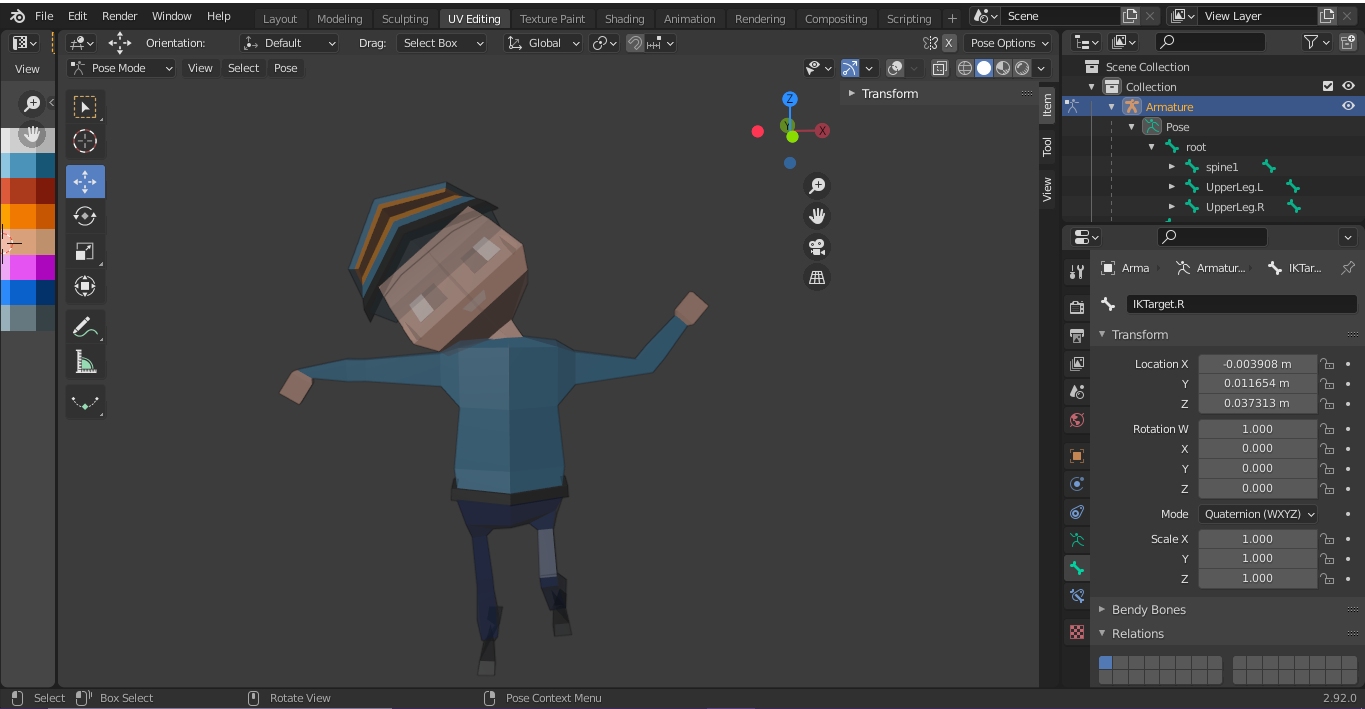 File Edit Render Window Help Layout Modeling Sculpting UV Editing Texture Paint Shading Animation Rendering Compositing Scripting + Scene View Layer
Orientation: Default Drag: Select Box Global X Pose Options
View Pose Mode View Select Pose
Transform
Item
Tool
View
Z
Y
X
Scene Collection
Collection
Armature
Pose
root
spine1
UpperLeg.L
UpperLeg.R
Arma Armatur... IKTar...
IKTarget.R
Transform
Location X -0.003908 m
Y 0.011654 m
Z 0.037313 m
Rotation W 1.000
X 0.000
Y 0.000
Z 0.000
Mode Quaternion (WXYZ)
Scale X 1.000
Y 1.000
Z 1.000
Bendy Bones
Relations
Select Box Select Rotate View Pose Context Menu 2.92.0